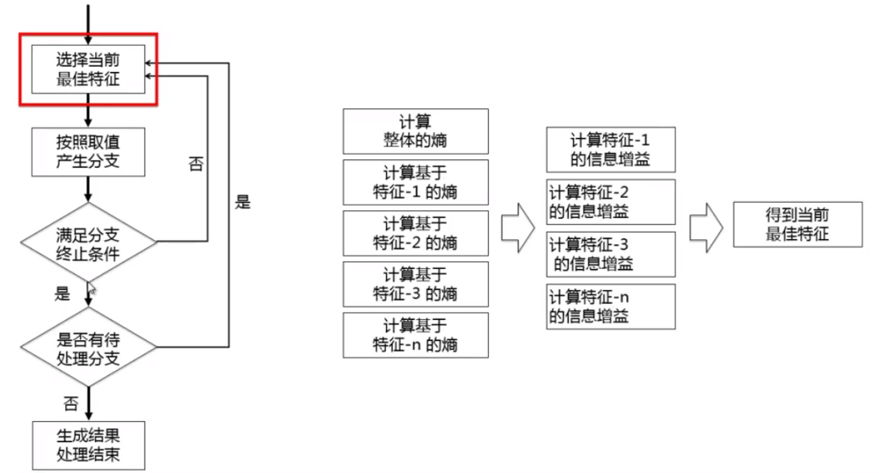 选择当前
最佳特征
按照取值
产生分支
否
是
满足分支
终止条件
是
是否有待
处理分支
否
生成结果
处理结束
计算
整体的熵
计算基于
特征-1 的熵
计算基于
特征-2 的熵
计算基于
特征-3 的熵
计算基于
特征-n 的熵
计算特征-1
的信息增益
计算特征-2
的信息增益
计算特征-3
的信息增益
计算特征-n
的信息增益
得到当前
最佳特征